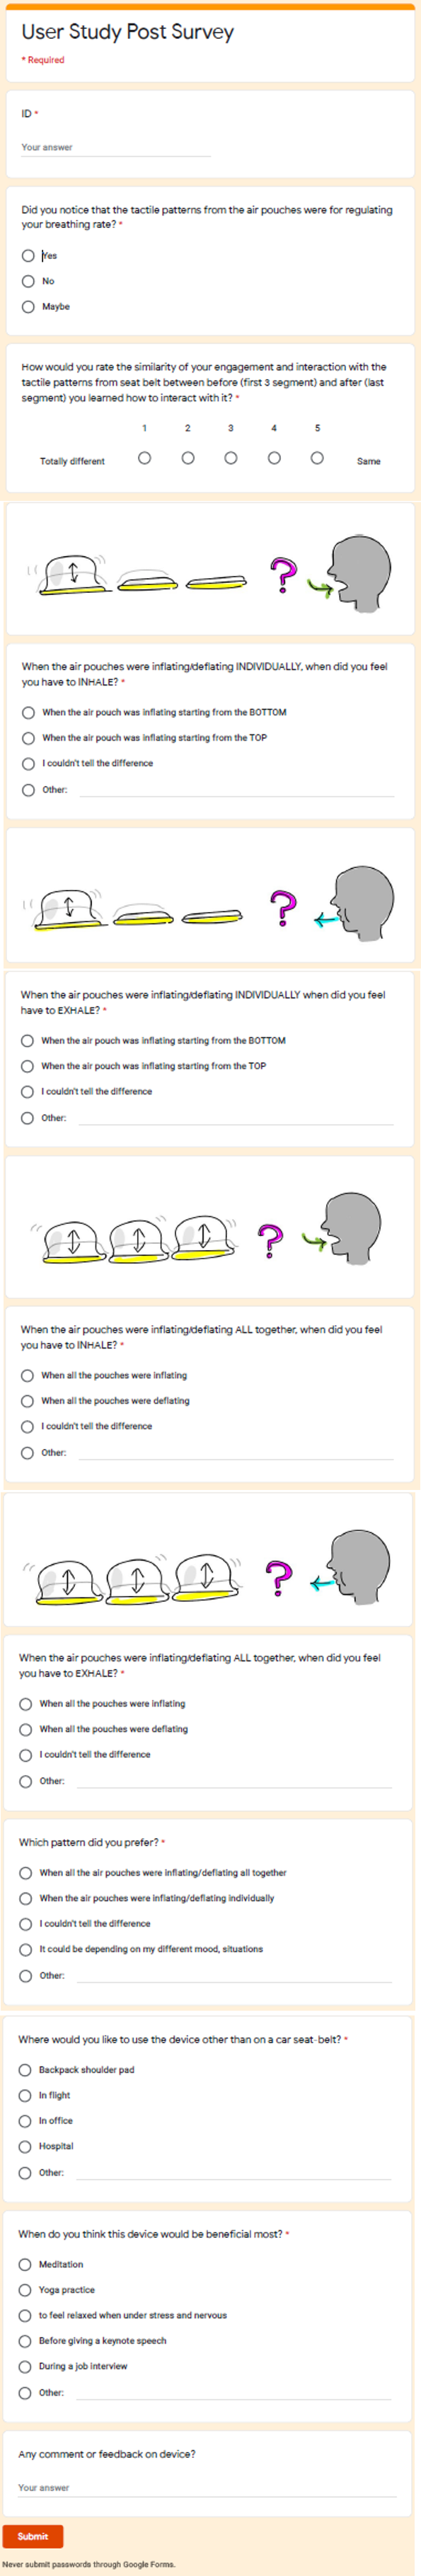 User Study Post Survey
* Required
ID *
Your answer
Did you notice that the tactile patterns from the air pouches were for regulating
your breathing rate? *
Yes
No
Maybe
How would you rate the similarity of your engagement and interaction with the
tactile patterns from seat belt between before (first 3 segment) and after (last
segment) you learned how to interact with it? *
1 2 3 4 5
Totally different Same
?
When the air pouches were inflating/deflating INDIVIDUALLY, when did you feel
you have to INHALE? *
When the air pouch was inflating starting from the BOTTOM
When the air pouch was inflating starting from the TOP
I couldn't tell the difference
Other:
?
When the air pouches were inflating/deflating INDIVIDUALLY when did you feel
have to EXHALE? *
When the air pouch was inflating starting from the BOTTOM
When the air pouch was inflating starting from the TOP
I couldn't tell the difference
Other:
?
When the air pouches were inflating/deflating ALL together, when did you feel
you have to INHALE? *
When all the pouches were inflating
When all the pouches were deflating
I couldn't tell the difference
Other:
?
When the air pouches were inflating/deflating ALL together, when did you feel
you have to EXHALE? *
When all the pouches were inflating
When all the pouches were deflating
I couldn't tell the difference
Other:
Which pattern did you prefer? *
When all the air pouches were inflating/deflating all together
When the air pouches were inflating/deflating individually
I couldn't tell the difference
It could be depending on my different mood, situations
Other:
Where would you like to use the device other than on a car seat-belt? *
Backpack shoulder pad
In flight
In office
Hospital
Other:
When do you think this device would be beneficial most? *
Meditation
Yoga practice
to feel relaxed when under stress and nervous
Before giving a keynote speech
During a job interview
Other:
Any comment or feedback on device?
Your answer
Submit
Never submit passwords through Google Forms.